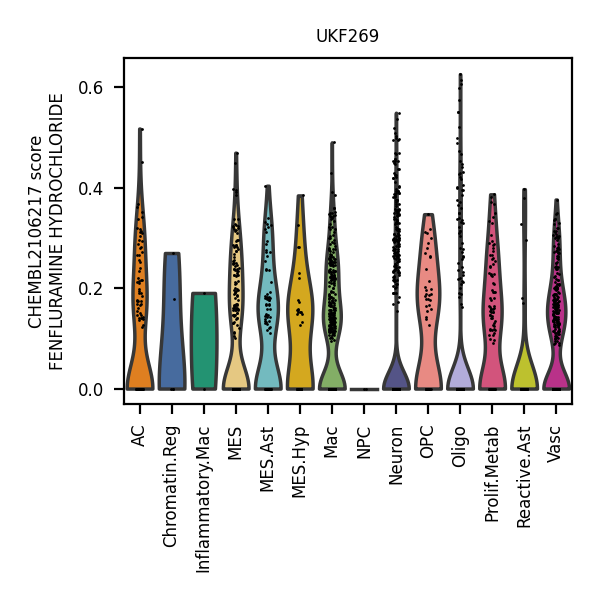 UKF269
CHEMBL2106217 score
FENFLURAMINE HYDROCHLORIDE
0.6
0.4
0.2
0.0
AC
Chromatin.Reg
Inflammatory.Mac
MES
MES.Ast
MES.Hyp
Mac
NPC
Neuron
OPC
Oligo
Prolif.Metab
Reactive.Ast
Vasc